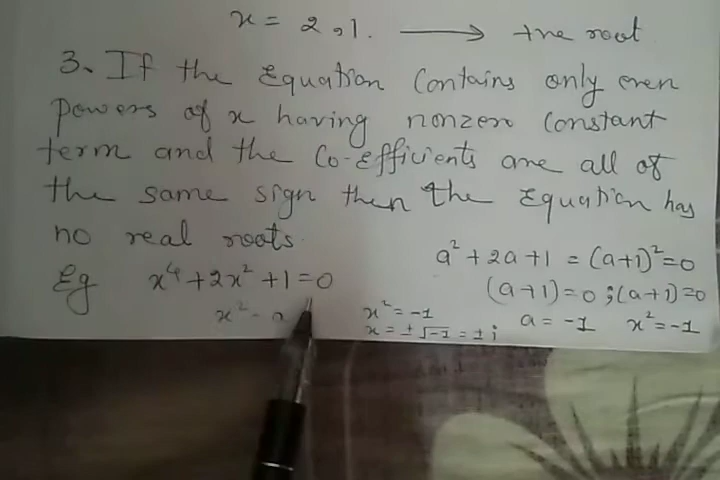 x = 2, 1. ⟶ +ve root
3. If the Equation Contains only even
powers of x having nonzero Constant
term and the Co-efficients are all of
the same sign then the Equation has
no real roots.
a² + 2a + 1 = (a+1)² = 0
Eg x⁴ + 2x² + 1 = 0
(a+1) = 0 ; (a+1) = 0
x² = a
x² = -1
a = -1 x² = -1
x = ± √-1 = ± i